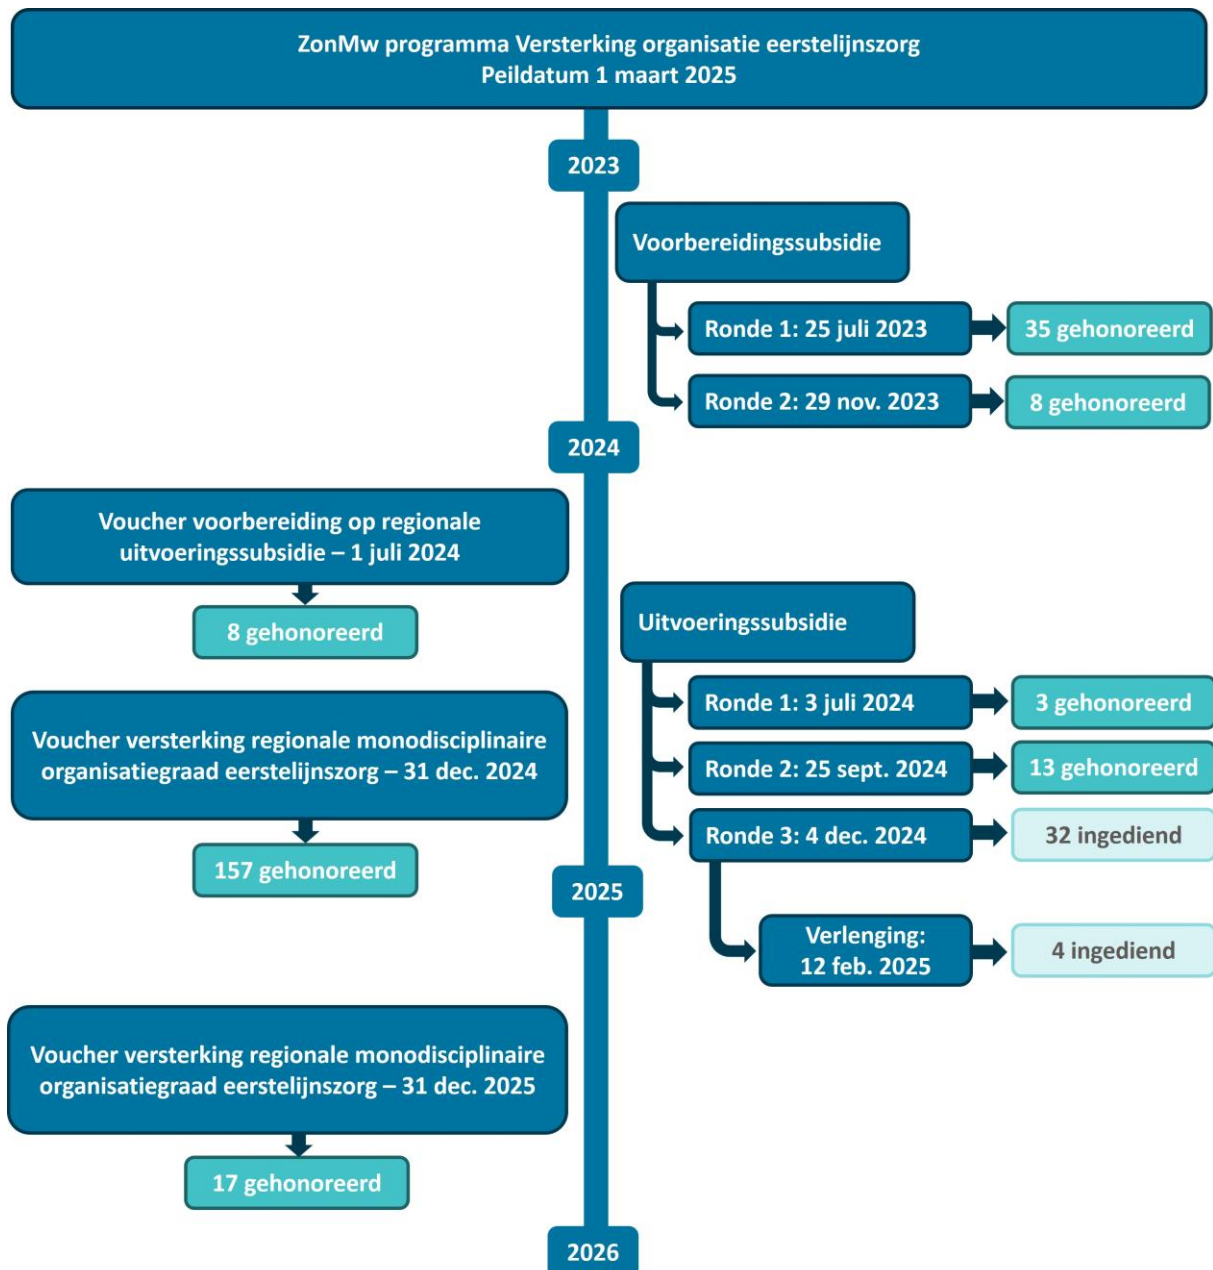 ZonMw programma Versterking organisatie eerstelijnszorg
Peildatum 1 maart 2025
2023
Voorbereidingssubsidie
Ronde 1: 25 juli 2023
35 gehonoreerd
Ronde 2: 29 nov. 2023
8 gehonoreerd
2024
Voucher voorbereiding op regionale
uitvoeringssubsidie – 1 juli 2024
8 gehonoreerd
Uitvoeringssubsidie
Ronde 1: 3 juli 2024
3 gehonoreerd
Ronde 2: 25 sept. 2024
13 gehonoreerd
Ronde 3: 4 dec. 2024
32 ingediend
Voucher versterking regionale monodisciplinaire
organisatiegraad eerstelijnszorg – 31 dec. 2024
157 gehonoreerd
2025
Verlenging:
12 feb. 2025
4 ingediend
Voucher versterking regionale monodisciplinaire
organisatiegraad eerstelijnszorg – 31 dec. 2025
17 gehonoreerd
2026